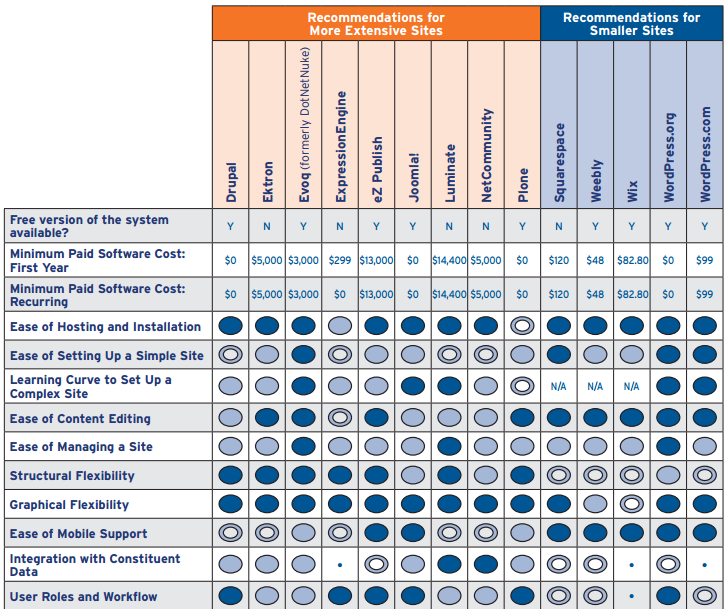 Recommendations for
More Extensive Sites
Recommendations for
Smaller Sites
Drupal
Ektron
Evoq (formerly DotNetNuke)
ExpressionEngine
eZ Publish
Joomla!
Luminate
NetCommunity
Plone
Squarespace
Weebly
Wix
WordPress.org
WordPress.com
Free version of the system
available?
Y N Y N Y Y N N Y N Y Y Y Y
Minimum Paid Software Cost:
First Year
$0 $5,000 $3,000 $299 $13,000 $0 $14,400 $5,000 $0 $120 $48 $82.80 $0 $99
Minimum Paid Software Cost:
Recurring
$0 $5,000 $3,000 $0 $13,000 $0 $14,400 $5,000 $0 $120 $48 $82.80 $0 $99
Ease of Hosting and Installation
Ease of Setting Up a Simple Site
Learning Curve to Set Up a
Complex Site
N/A N/A N/A
Ease of Content Editing
Ease of Managing a Site
Structural Flexibility
Graphical Flexibility
Ease of Mobile Support
Integration with Constituent
Data
User Roles and Workflow